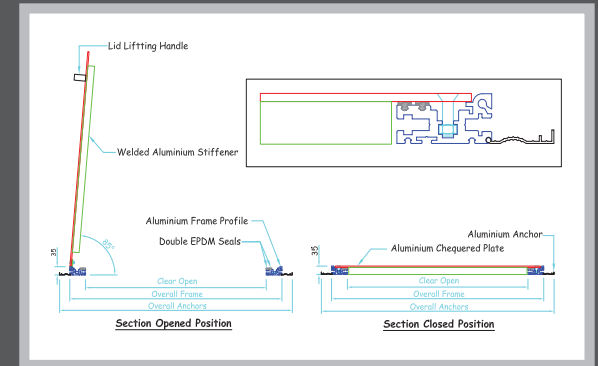 Lid Liftting Handle
Welded Aluminium Stiffener
Aluminium Frame Profile
Double EPDM Seals
85°
35
Clear Open
Overall Frame
Overall Anchors
Section Opened Position
Aluminium Anchor
Aluminium Chequered Plate
35
Clear Open
Overall Frame
Overall Anchors
Section Closed Position